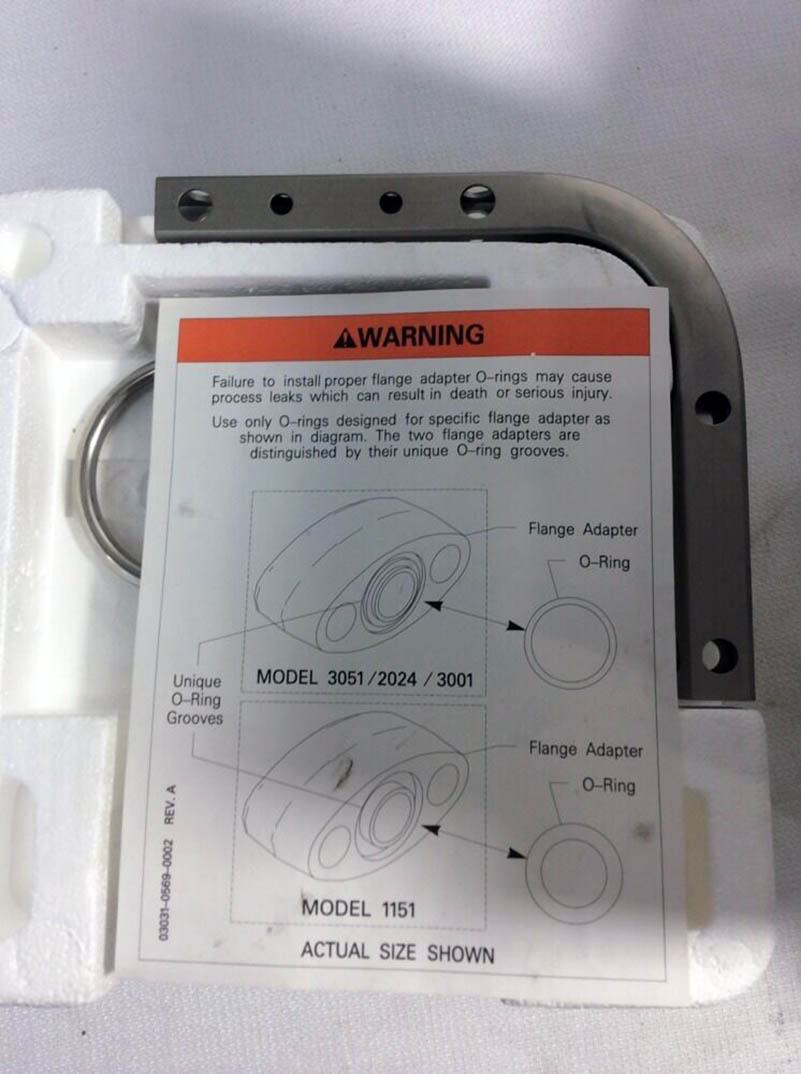 WARNING
Failure to install proper flange adapter O-rings may cause
process leaks which can result in death or serious injury.
Use only O-rings designed for specific flange adapter as
shown in diagram. The two flange adapters are
distinguished by their unique O-ring grooves.
Flange Adapter
O-Ring
MODEL 3051/2024/3001
Unique
O-Ring
Grooves
Flange Adapter
O-Ring
MODEL 1151
ACTUAL SIZE SHOWN
03031-0569-0002 REV. A